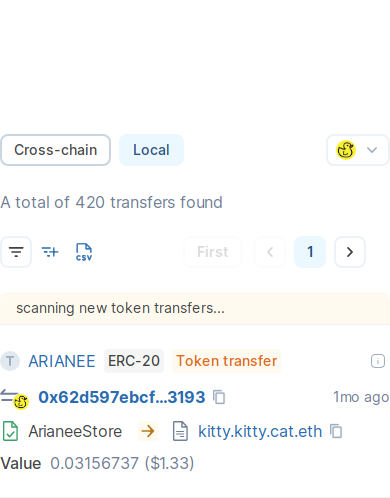 Cross-chain Local
A total of 420 transfers found
CSV First 1
scanning new token transfers...
T ARIANEE ERC-20 Token transfer
0x62d597ebcf...3193 1mo ago
ArianeeStore kitty.kitty.cat.eth
Value 0.03156737 ($1.33)